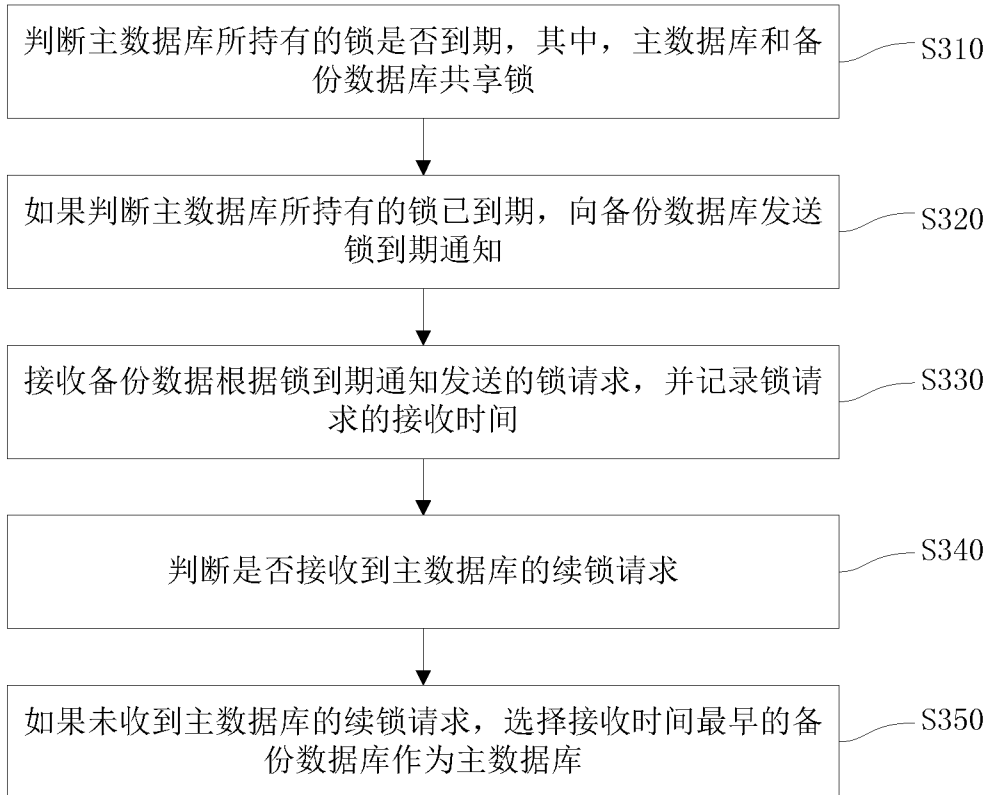 判断主数据库所持有的锁是否到期，其中，主数据库和备
份数据库共享锁
S310
如果判断主数据库所持有的锁已到期，向备份数据库发送
锁到期通知
S320
接收备份数据根据锁到期通知发送的锁请求，并记录锁请
求的接收时间
S330
判断是否接收到主数据库的续锁请求
S340
如果未收到主数据库的续锁请求，选择接收时间最早的备
份数据库作为主数据库
S350